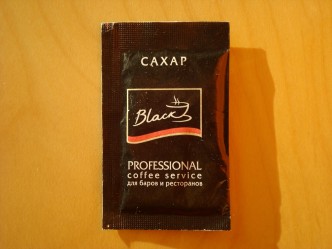 САХАР
Black
PROFESSIONAL
coffee service
для баров и ресторанов